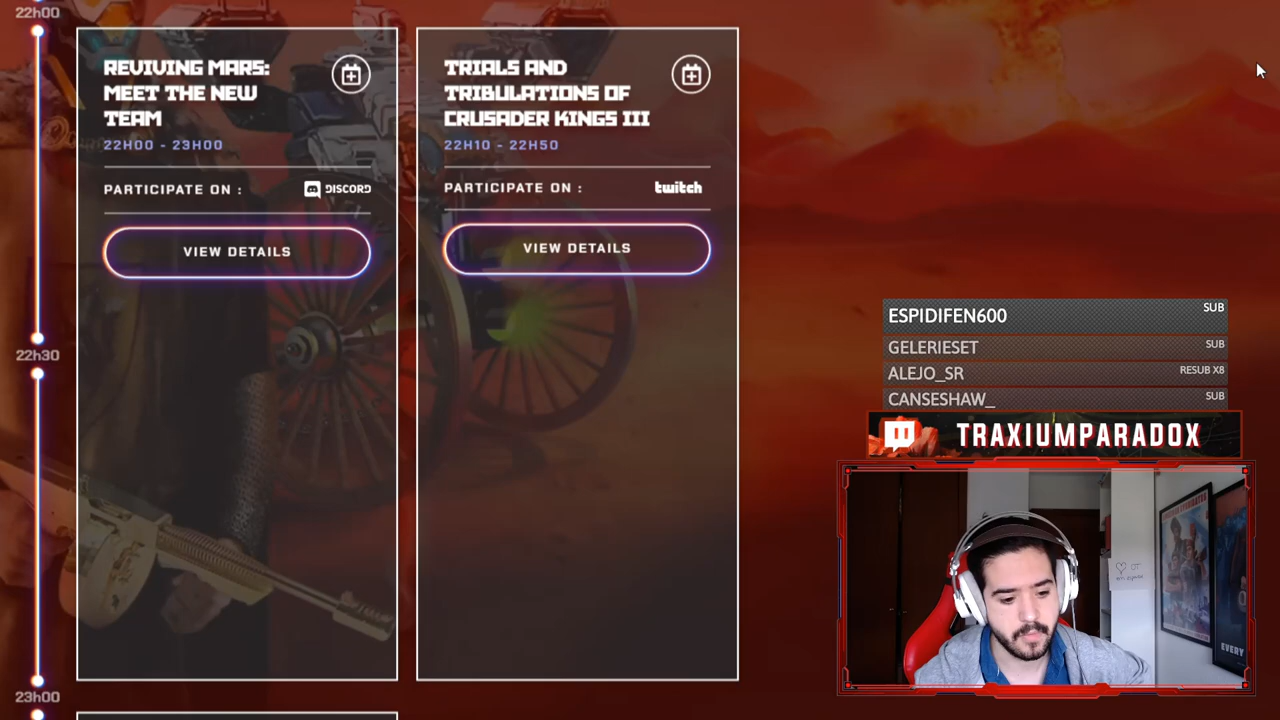 22h00
REVIVING MARS:
MEET THE NEW
TEAM
22H00 - 23H00
PARTICIPATE ON :
DISCORD
VIEW DETAILS
TRIALS AND
TRIBULATIONS OF
CRUSADER KINGS III
22H10 - 22H50
PARTICIPATE ON :
twitch
VIEW DETAILS
22h30
23h00
ESPIDIFEN600 SUB
GELERIESET SUB
ALEJO_SR RESUB X8
CANSESHAW_ SUB
TRAXIUMPARADOX
EVERY